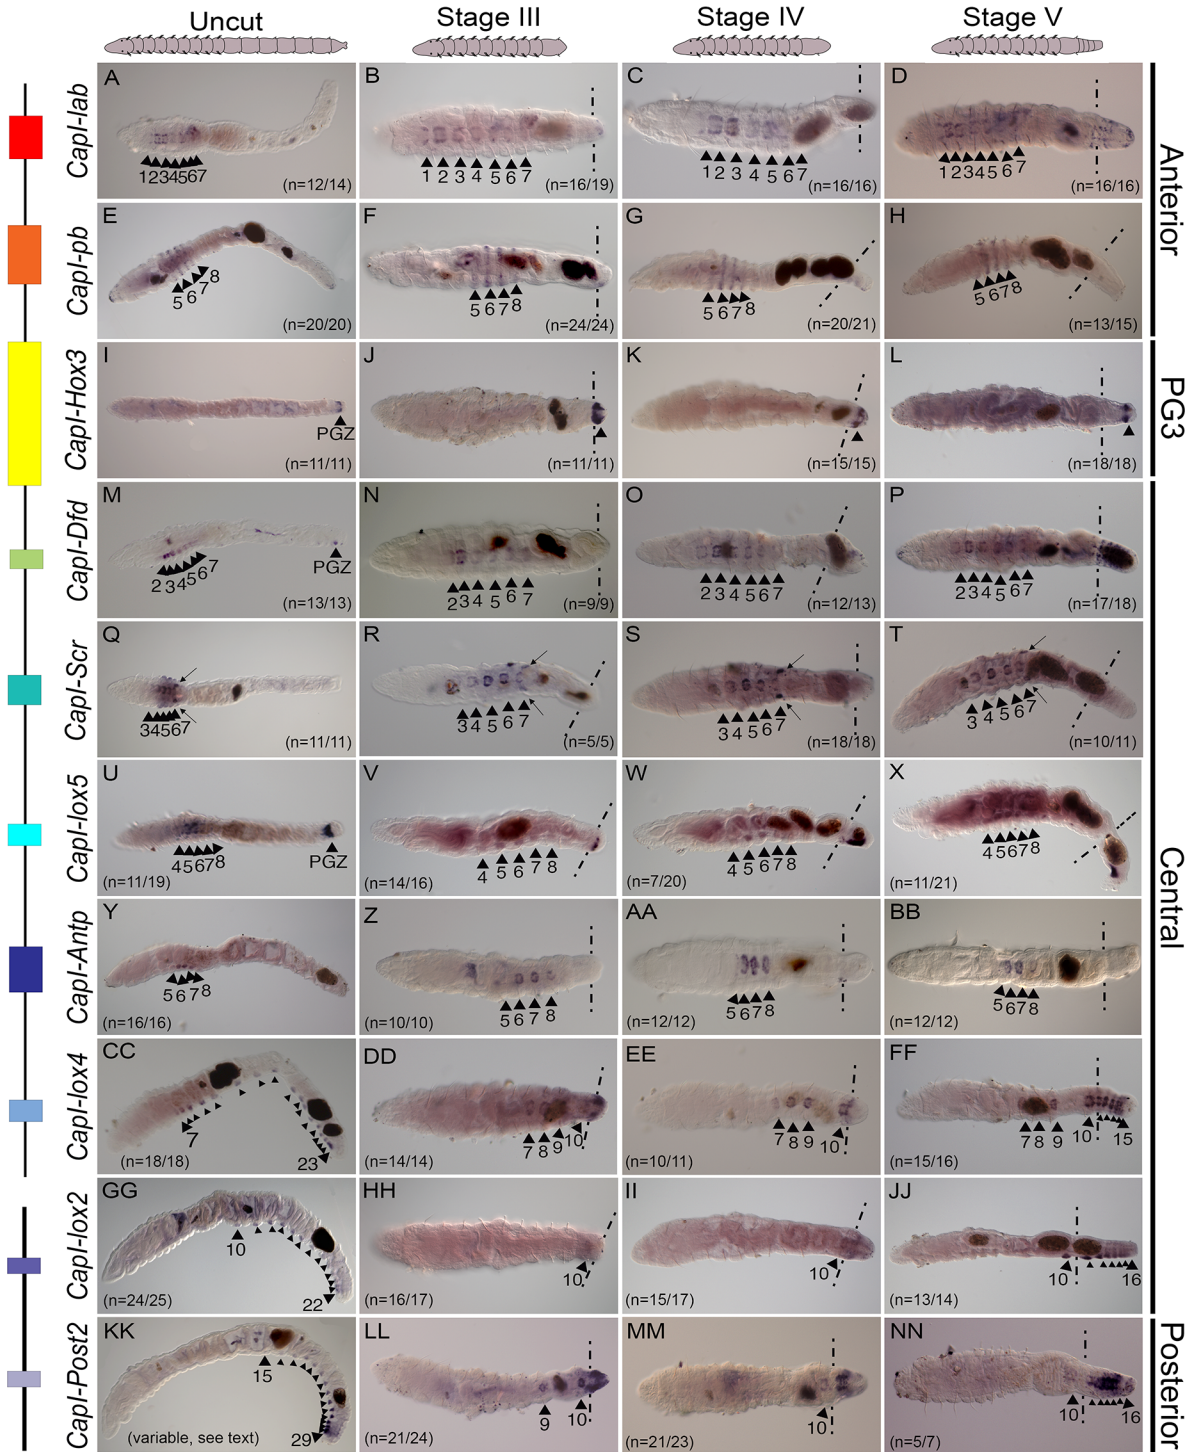 Uncut Stage III Stage IV Stage V
Capl-lab
A B C D
1 2 3 4 5 6 7 1 2 3 4 5 6 7 1 2 3 4 5 6 7 1 2 3 4 5 6 7
(n=12/14) (n=16/19) (n=16/16) (n=16/16)
Anterior
Capl-pb
E F G H
5 6 7 8 5 6 7 8 5 6 7 8 5 6 7 8
(n=20/20) (n=24/24) (n=20/21) (n=13/15)
Capl-Hox3
I J K L
PGZ
(n=11/11) (n=11/11) (n=15/15) (n=18/18)
PG3
Capl-Dfd
M N O P
2 3 4 5 6 7 PGZ 2 3 4 5 6 7 2 3 4 5 6 7 2 3 4 5 6 7
(n=13/13) (n=9/9) (n=12/13) (n=17/18)
Capl-Scr
Q R S T
3 4 5 6 7 3 4 5 6 7 3 4 5 6 7 3 4 5 6 7
(n=11/11) (n=5/5) (n=18/18) (n=10/11)
Capl-lox5
U V W X
4 5 6 7 8 PGZ 4 5 6 7 8 4 5 6 7 8 4 5 6 7 8
(n=11/19) (n=14/16) (n=7/20) (n=11/21)
Central
Capl-Antp
Y Z AA BB
5 6 7 8 5 6 7 8 5 6 7 8 5 6 7 8
(n=16/16) (n=10/10) (n=12/12) (n=12/12)
Capl-lox4
CC DD EE FF
7 23 7 8 9 10 7 8 9 10 7 8 9 10 15
(n=18/18) (n=14/14) (n=10/11) (n=15/16)
Capl-lox2
GG HH II JJ
10 22 10 10 10 16
(n=24/25) (n=16/17) (n=15/17) (n=13/14)
Capl-Post2
KK LL MM NN
15 29 9 10 10 10 16
(variable, see text) (n=21/24) (n=21/23) (n=5/7)
Posterior